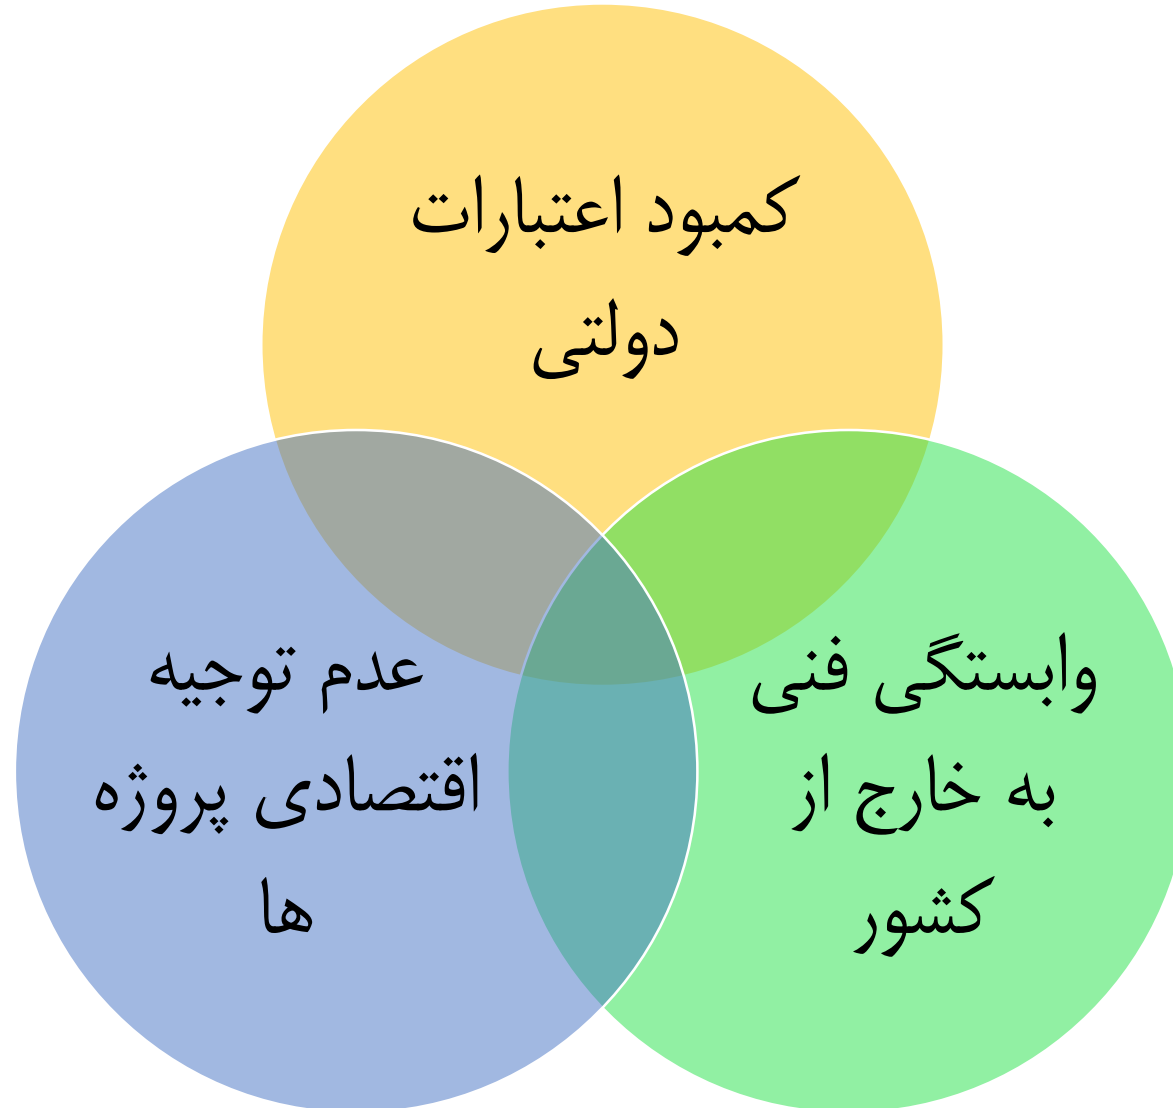 کمبود اعتبارات
دولتی
وابستگی فنی
به خارج از
کشور
عدم توجیه
اقتصادی پروژه
ها